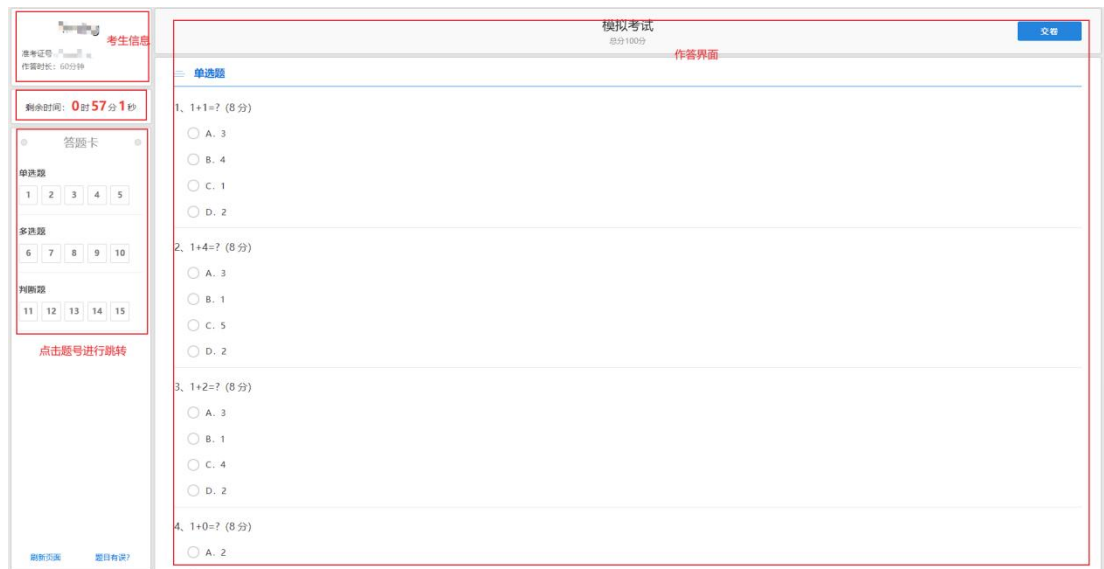 考生信息
准考证号
作答时长：60分钟
剩余时间：0时57分1秒
答题卡
单选题
1 2 3 4 5
多选题
6 7 8 9 10
判断题
11 12 13 14 15
点击题号进行跳转
刷新页面 题目有误?
模拟考试
总分100分
交卷
作答界面
单选题
1、1+1=? (8分)
A. 3
B. 4
C. 1
D. 2
2、1+4=? (8分)
A. 3
B. 1
C. 5
D. 2
3、1+2=? (8分)
A. 3
B. 1
C. 4
D. 2
4、1+0=? (8分)
A. 2